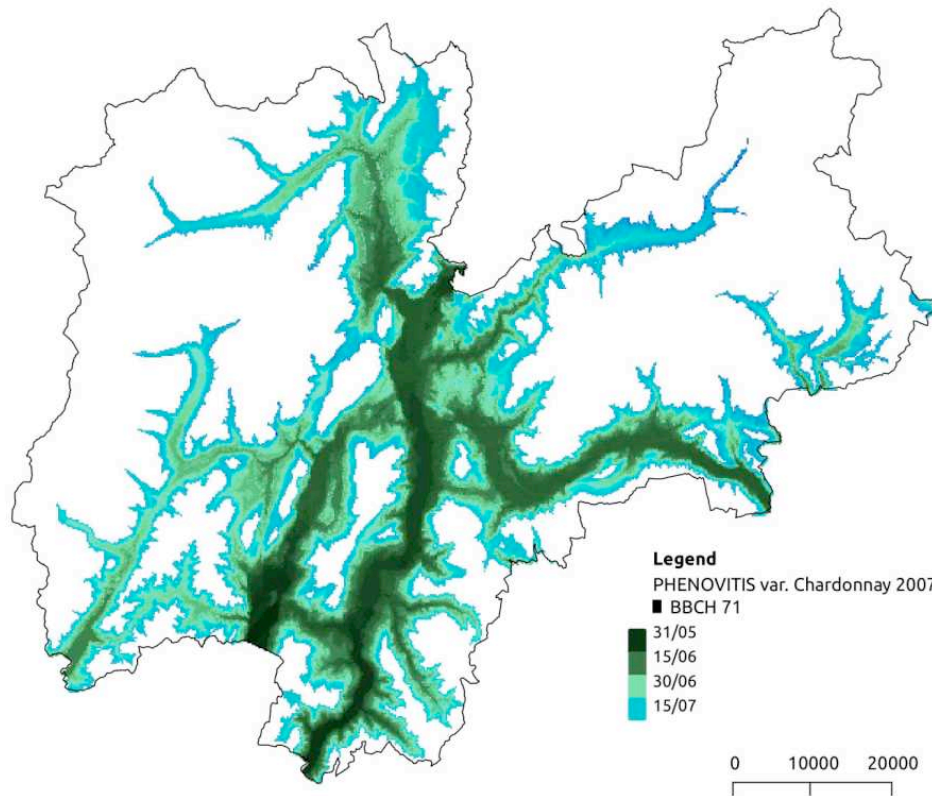 Legend
PHENOVITIS var. Chardonnay 2007
BBCH 71
31/05
15/06
30/06
15/07
0 10000 20000